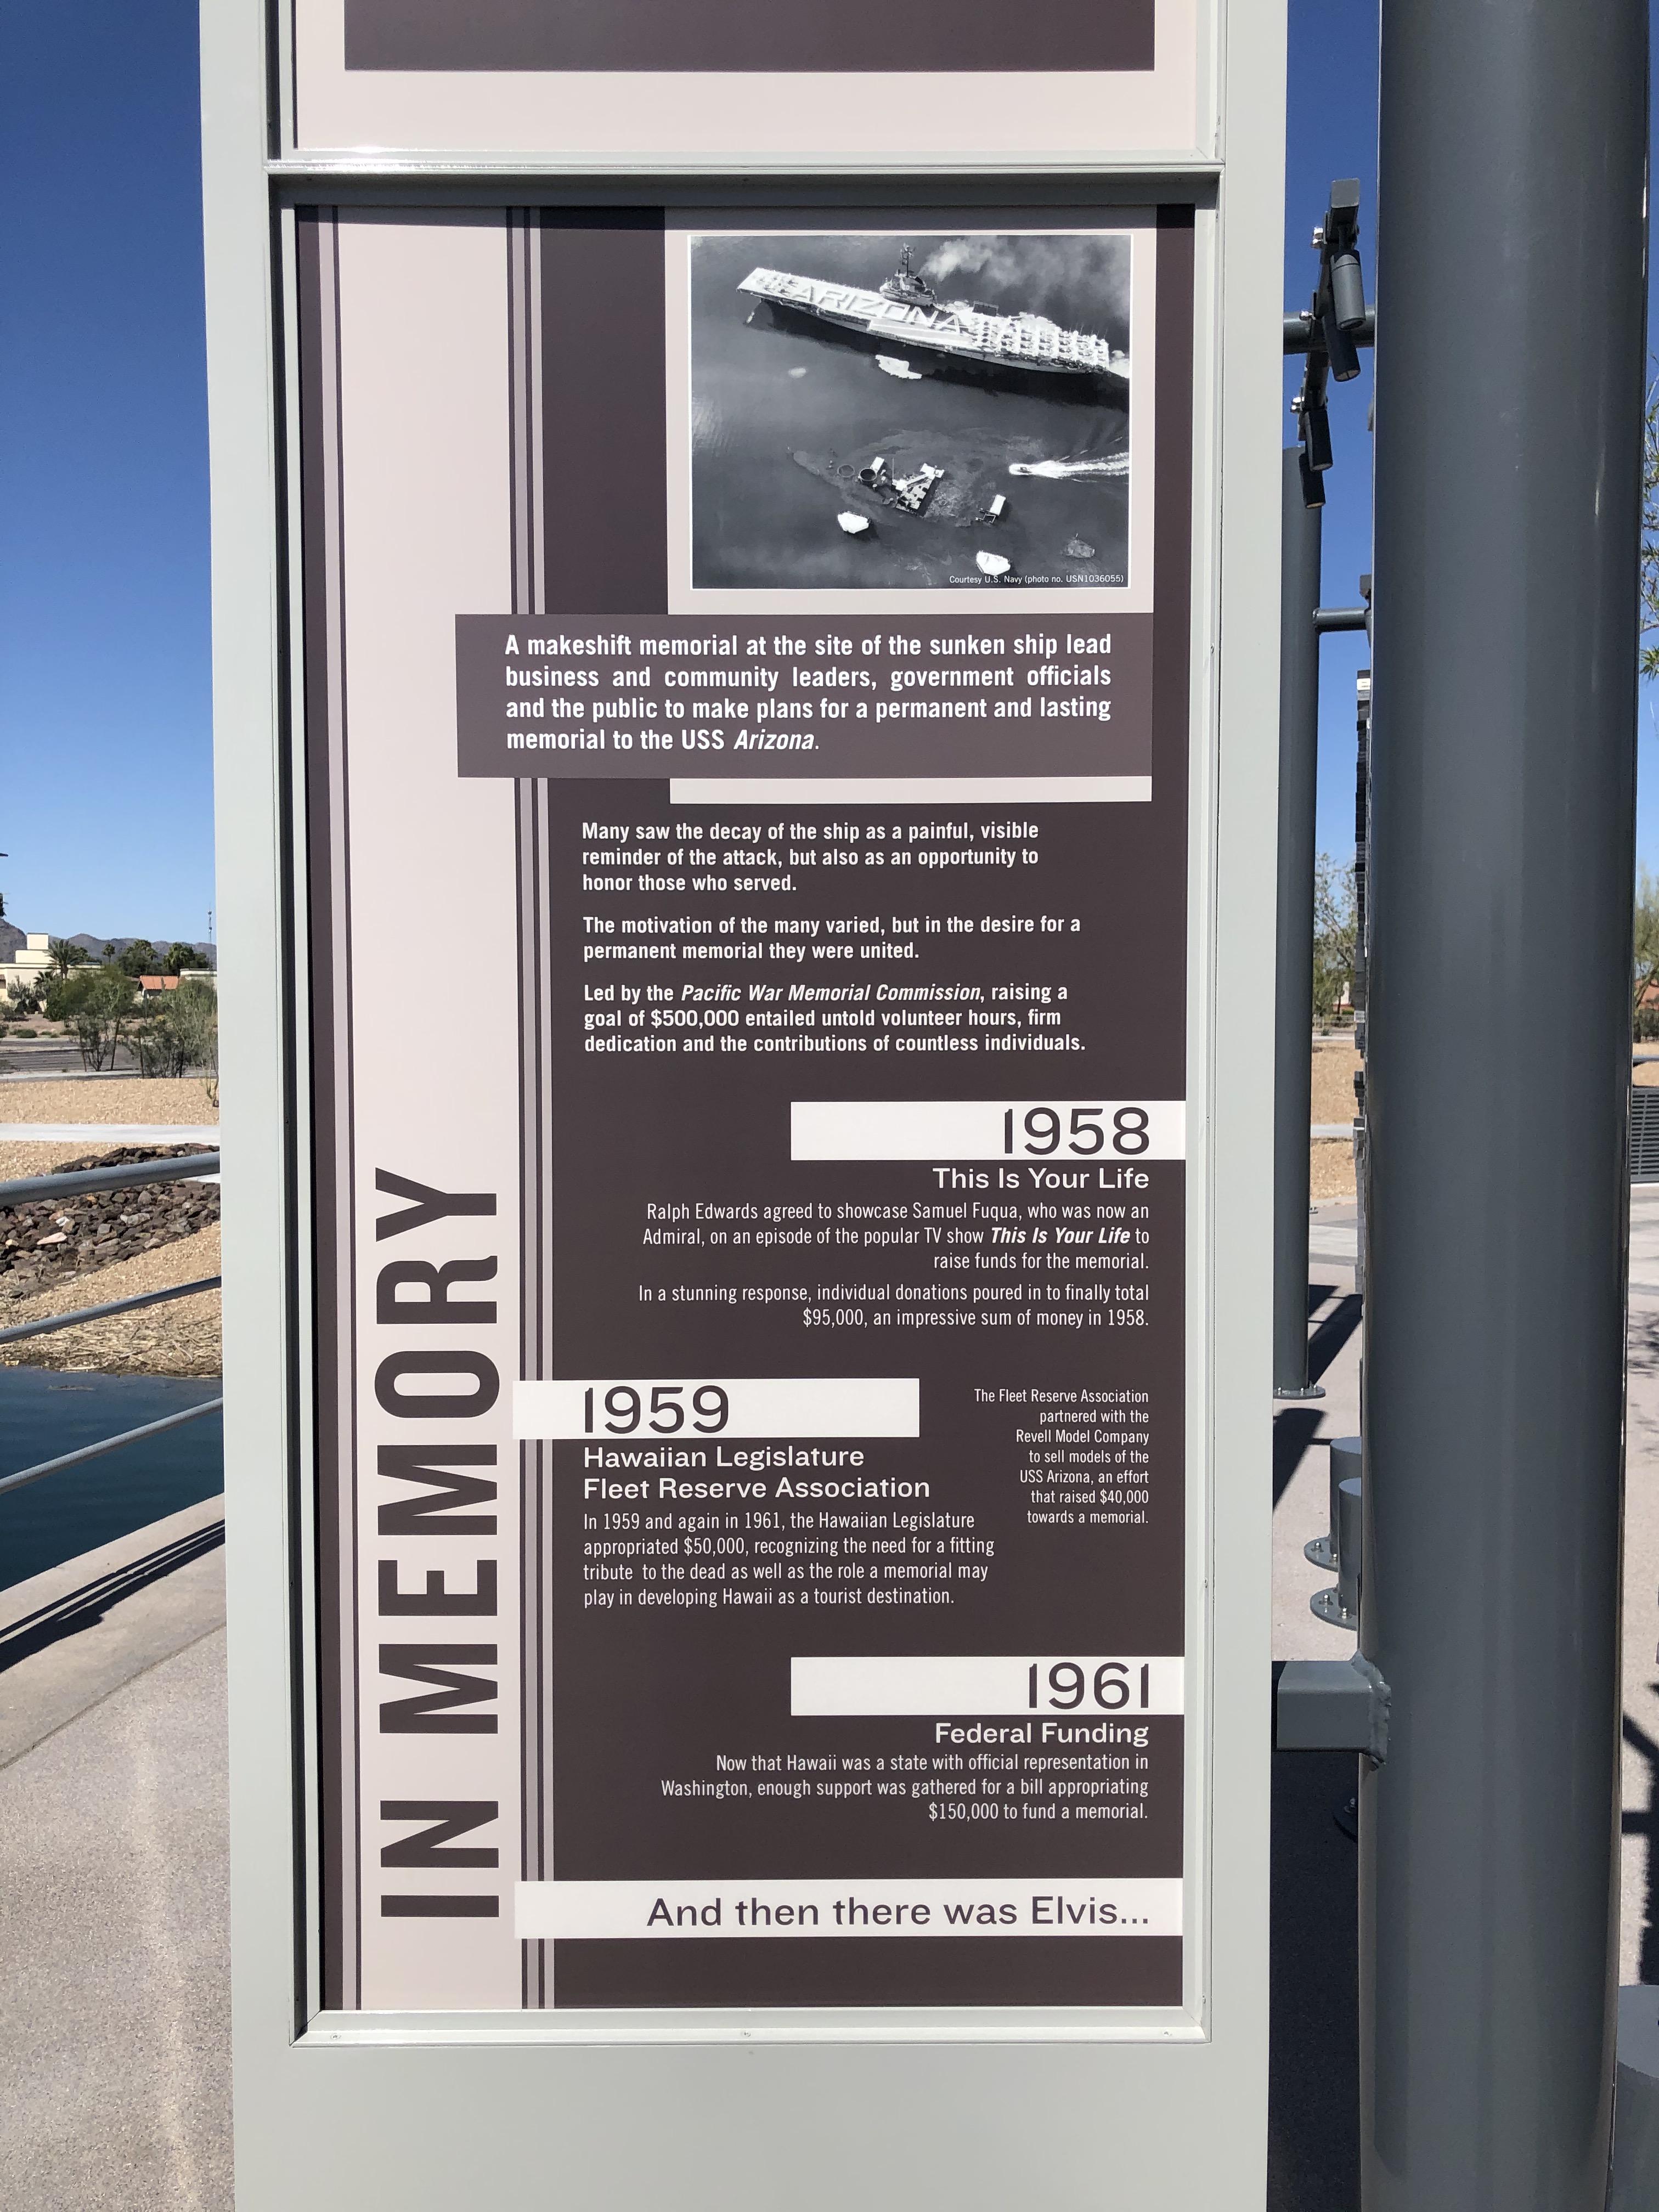 ARIZONA
Courtesy U.S. Navy (photo no. USN1036055)
A makeshift memorial at the site of the sunken ship lead
business and community leaders, government officials
and the public to make plans for a permanent and lasting
memorial to the USS Arizona.
Many saw the decay of the ship as a painful, visible
reminder of the attack, but also as an opportunity to
honor those who served.
The motivation of the many varied, but in the desire for a
permanent memorial they were united.
Led by the Pacific War Memorial Commission, raising a
goal of $500,000 entailed untold volunteer hours, firm
dedication and the contributions of countless individuals.
1958
This Is Your Life
Ralph Edwards agreed to showcase Samuel Fuqua, who was now an
Admiral, on an episode of the popular TV show This Is Your Life to
raise funds for the memorial.
In a stunning response, individual donations poured in to finally total
$95,000, an impressive sum of money in 1958.
1959
Hawaiian Legislature
Fleet Reserve Association
In 1959 and again in 1961, the Hawaiian Legislature
appropriated $50,000, recognizing the need for a fitting
tribute to the dead as well as the role a memorial may
play in developing Hawaii as a tourist destination.
The Fleet Reserve Association
partnered with the
Revell Model Company
to sell models of the
USS Arizona, an effort
that raised $40,000
towards a memorial.
1961
Federal Funding
Now that Hawaii was a state with official representation in
Washington, enough support was gathered for a bill appropriating
$150,000 to fund a memorial.
And then there was Elvis...
IN MEMORY